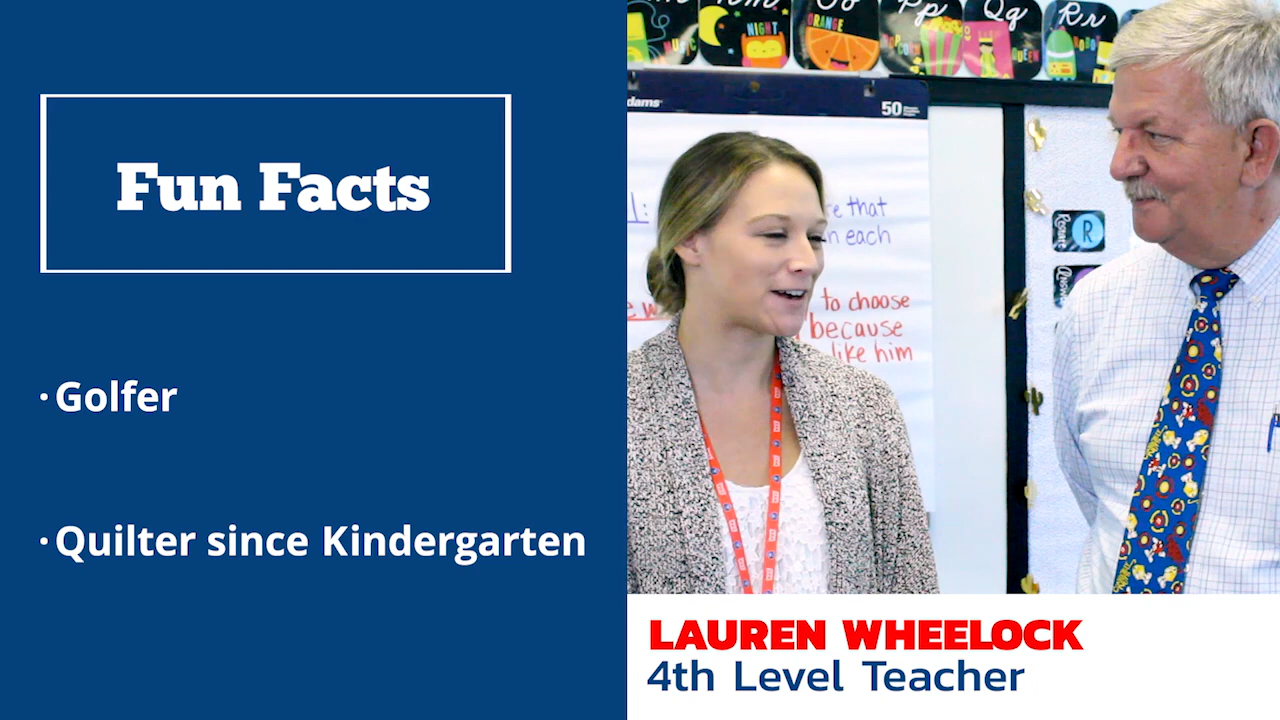 Fun Facts
· Golfer
· Quilter since Kindergarten
NIGHT
ORANGE
Pp
Qq
Rr
50
e that
n each
to choose
because
like him
R
LAUREN WHEELOCK
4th Level Teacher